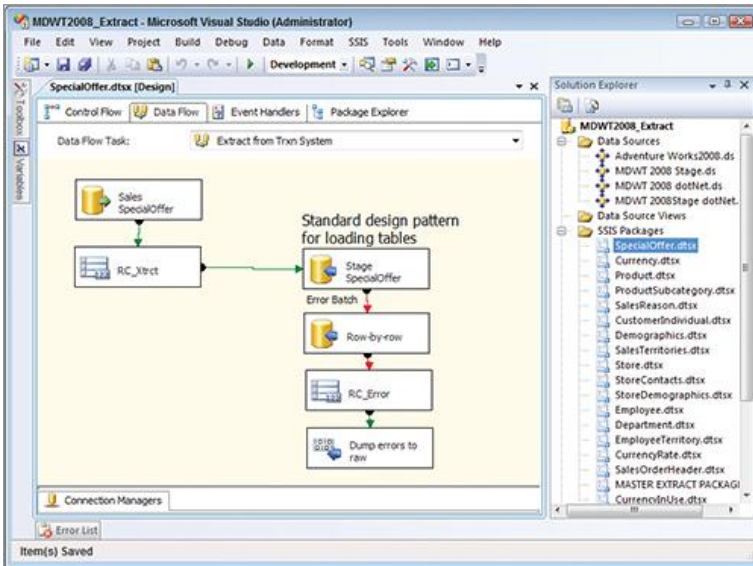 MDWT2008_Extract - Microsoft Visual Studio (Administrator)
File Edit View Project Build Debug Data Format SSIS Tools Window Help
Development
Toolbox
Variables
SpecialOffer.dtsx [Design]
Control Flow Data Flow Event Handlers Package Explorer
Data Flow Task: Extract from Trxn System
Sales
SpecialOffer
RC_Xtrct
Standard design pattern
for loading tables
Stage
SpecialOffer
Error Batch
Row-by-row
RC_Error
Dump errors to
raw
Connection Managers
Error List
Item(s) Saved
Solution Explorer
MDWT2008_Extract
Data Sources
Adventure Works2008.ds
MDWT 2008 Stage.ds
MDWT 2008 dotNet.ds
MDWT 2008Stage dotNet.
Data Source Views
SSIS Packages
SpecialOffer.dtsx
Currency.dtsx
Product.dtsx
ProductSubcategory.dtsx
SalesReason.dtsx
CustomerIndividual.dtsx
Demographics.dtsx
SalesTerritories.dtsx
Store.dtsx
StoreContacts.dtsx
StoreDemographics.dtsx
Employee.dtsx
Department.dtsx
EmployeeTerritory.dtsx
CurrencyRate.dtsx
SalesOrderHeader.dtsx
MASTER EXTRACT PACKAGI
CurrencyInUse.dtsx